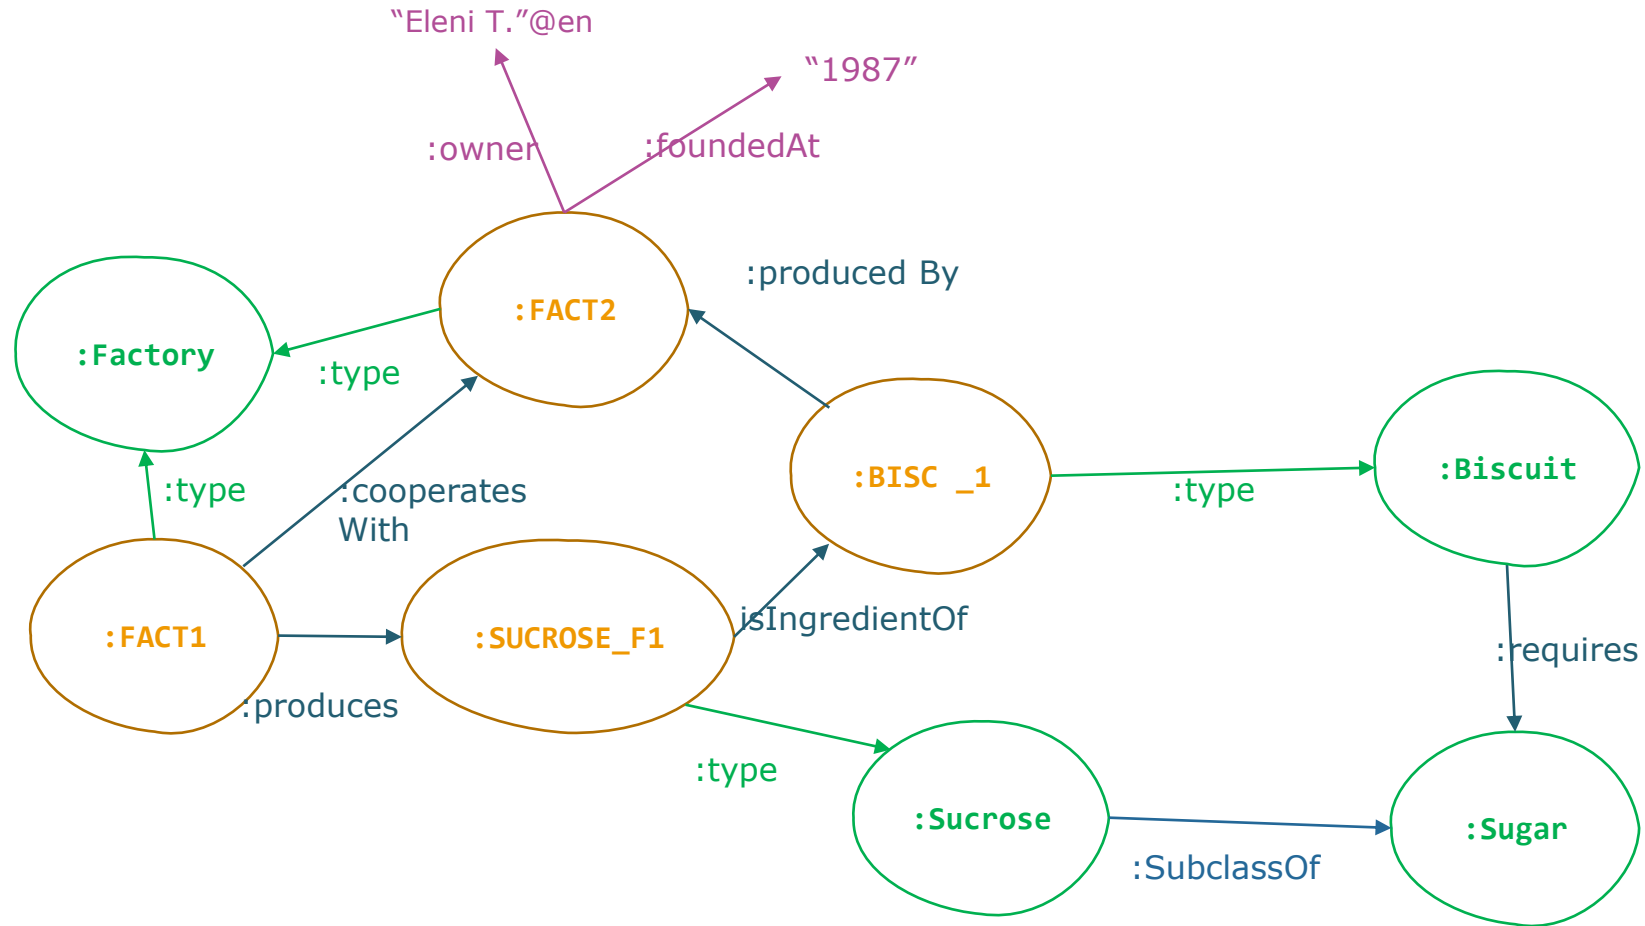 “Eleni T.”@en
“1987”
:owner
:foundedAt
:produced By
:FACT2
:Factory
:type
:BISC _1
:Biscuit
:type
:type
:cooperates
With
:FACT1
:SUCROSE_F1
isIngredientOf
:requires
:produces
:type
:Sucrose
:Sugar
:SubclassOf